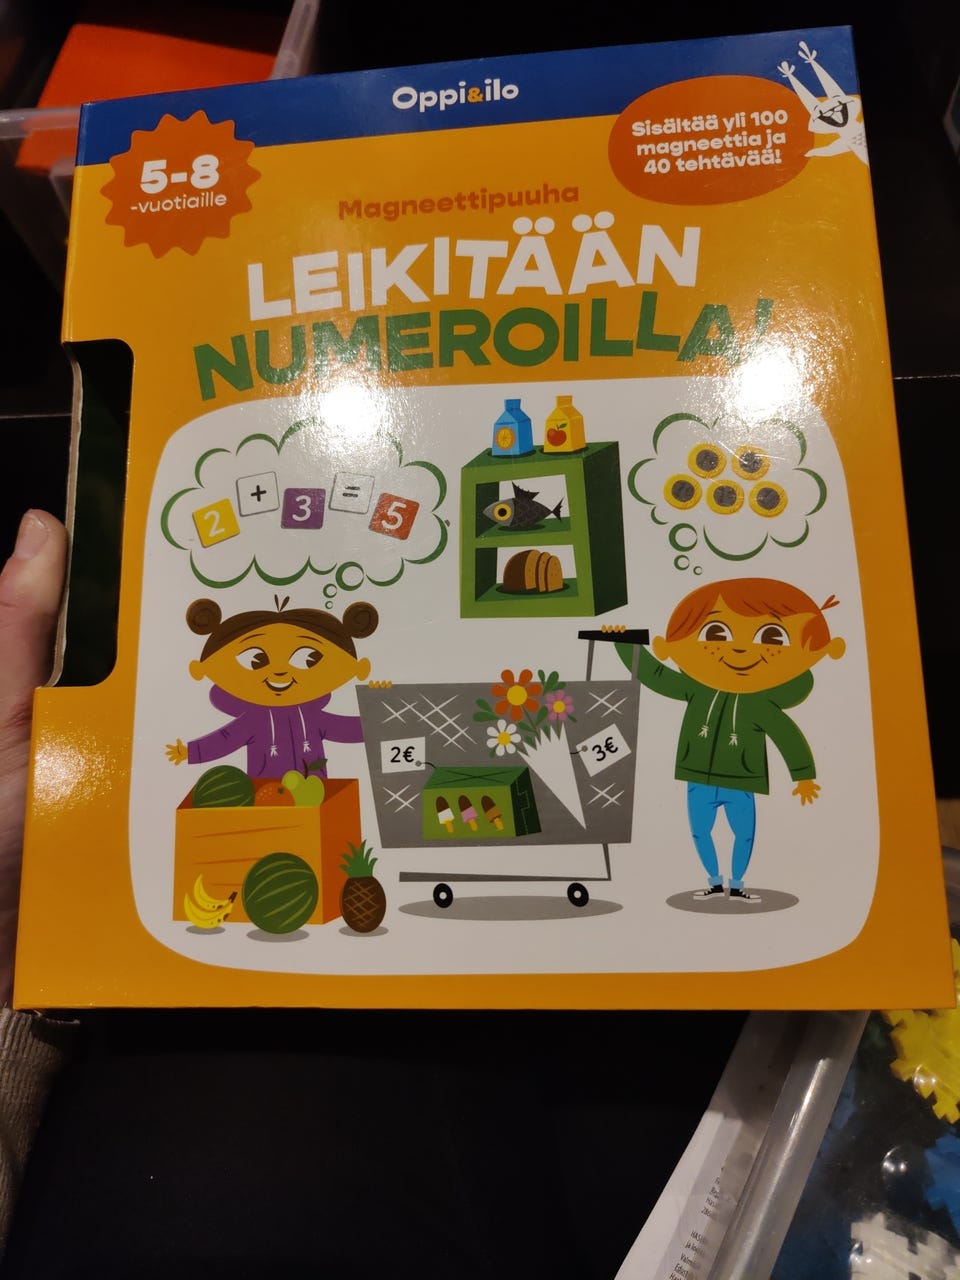 Oppi&ilo
5-8
-vuotiaille
Sisältää yli 100
magneettia ja
40 tehtävää!
Magneettipuuha
LEIKITÄÄN
NUMEROILLA!
2 + 3 = 5
2€
3€